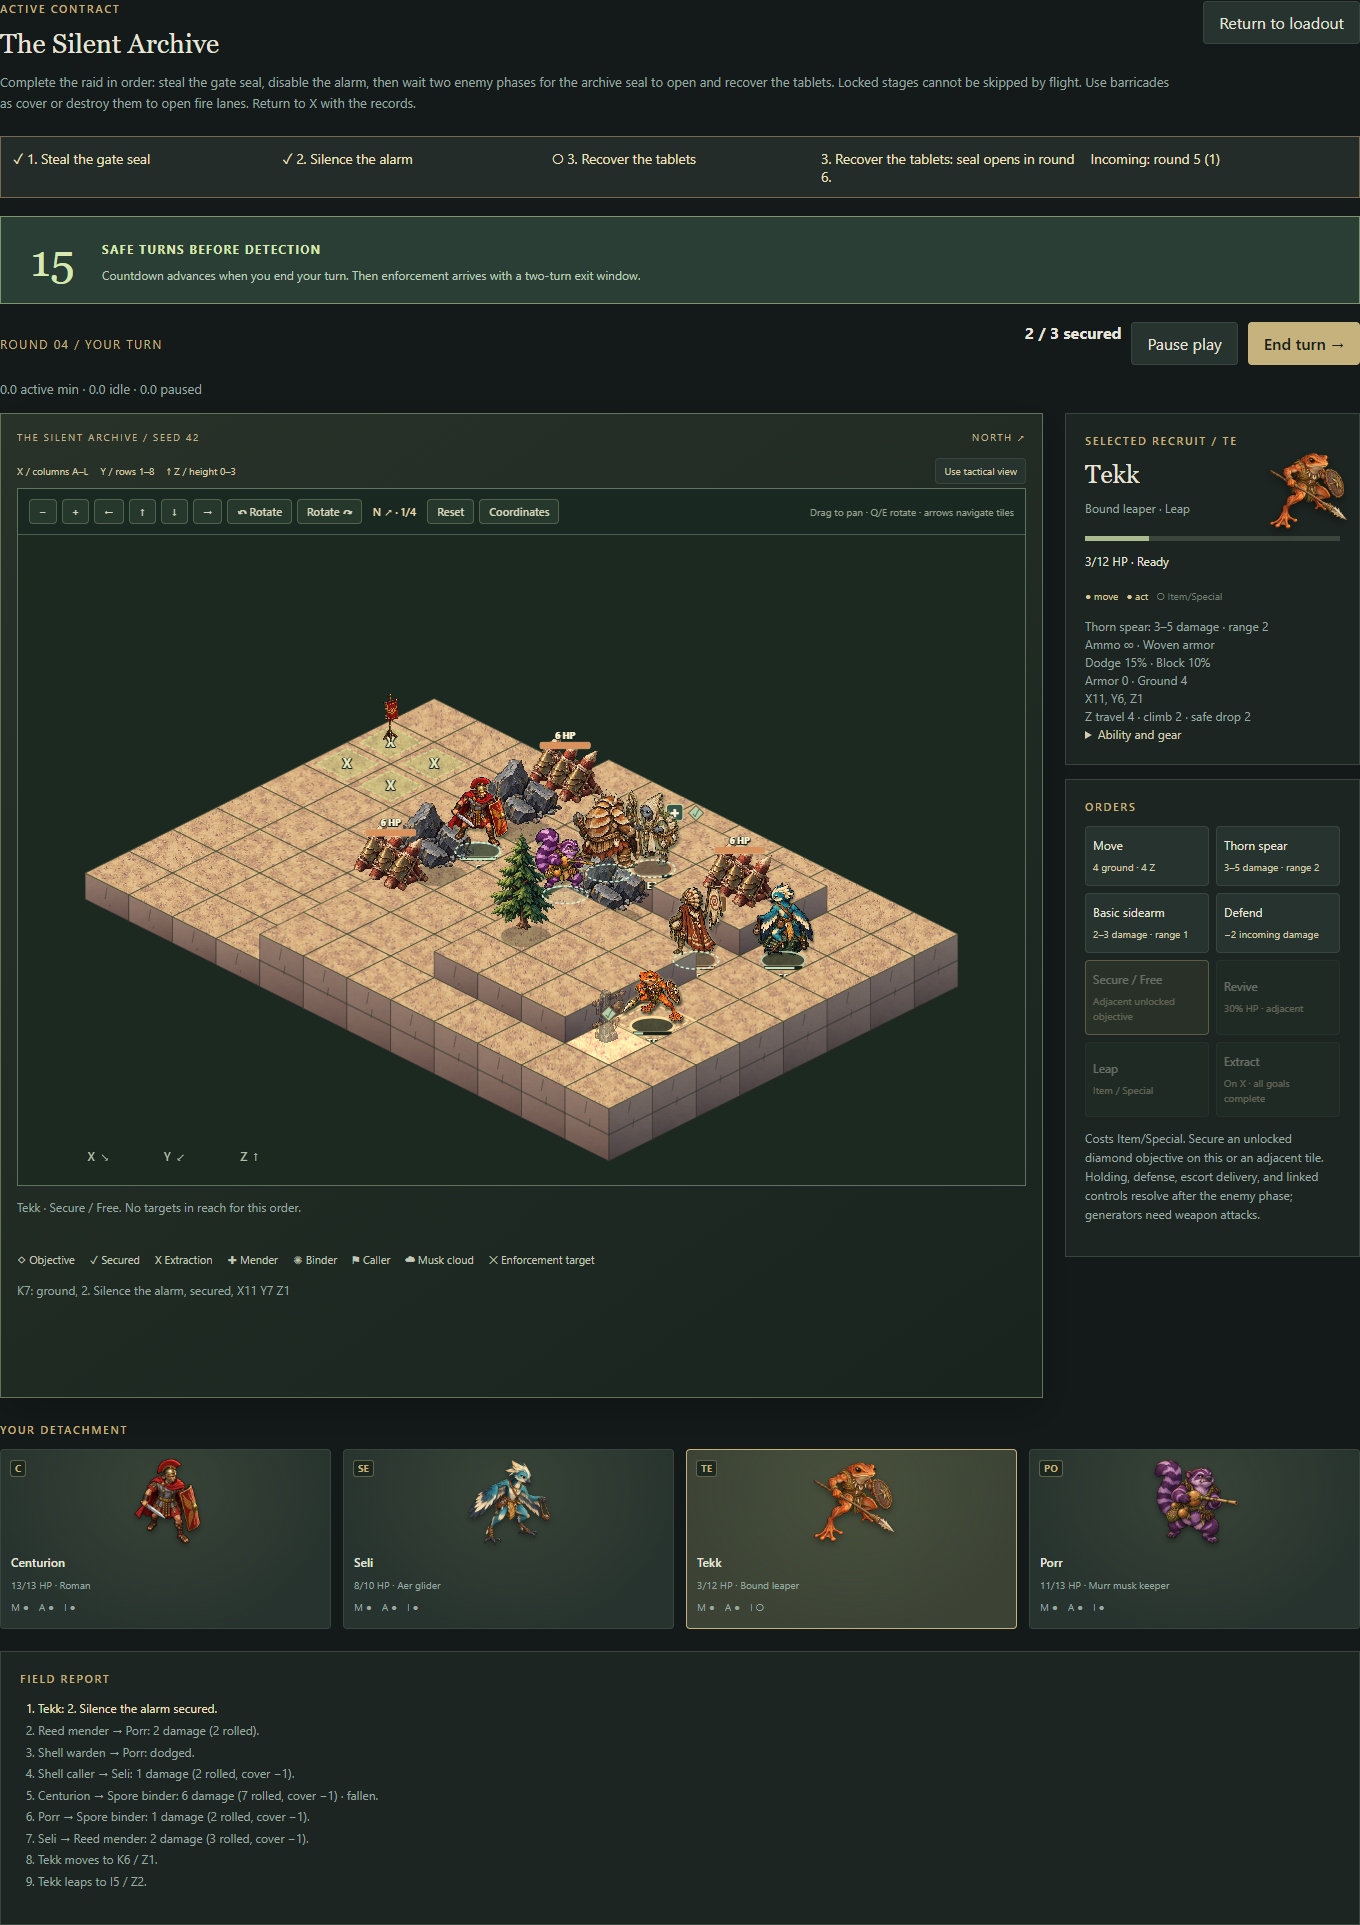 ACTIVE CONTRACT
Return to loadout
The Silent Archive
Complete the raid in order: steal the gate seal, disable the alarm, then wait two enemy phases for the archive seal to open and recover the tablets. Locked stages cannot be skipped by flight. Use barricades
as cover or destroy them to open fire lanes. Return to X with the records.
✓ 1. Steal the gate seal
✓ 2. Silence the alarm
○ 3. Recover the tablets
3. Recover the tablets: seal opens in round
6.
Incoming: round 5 (1)
15
SAFE TURNS BEFORE DETECTION
Countdown advances when you end your turn. Then enforcement arrives with a two-turn exit window.
ROUND 04 / YOUR TURN
2 / 3 secured
Pause play
End turn →
0.0 active min · 0.0 idle · 0.0 paused
THE SILENT ARCHIVE / SEED 42
NORTH ↗
X / columns A–L Y / rows 1–8 ↑ Z / height 0–3
Use tactical view
− + ← ↑ ↓ → ↶ Rotate Rotate ↷ N ↗ · 1/4 Reset Coordinates
Drag to pan · Q/E rotate · arrows navigate tiles
X
X
X
X
6 HP
6 HP
6 HP
E
X ↘ Y ↙ Z ↑
Tekk · Secure / Free. No targets in reach for this order.
◇ Objective ✓ Secured X Extraction ✚ Mender ✺ Binder ⚑ Caller ☁ Musk cloud ╳ Enforcement target
K7: ground, 2. Silence the alarm, secured, X11 Y7 Z1
SELECTED RECRUIT / TE
Tekk
Bound leaper · Leap
3/12 HP · Ready
● move ● act ○ Item/Special
Thorn spear: 3–5 damage · range 2
Ammo ∞ · Woven armor
Dodge 15% · Block 10%
Armor 0 · Ground 4
X11, Y6, Z1
Z travel 4 · climb 2 · safe drop 2
▶ Ability and gear
ORDERS
Move
4 ground · 4 Z
Thorn spear
3–5 damage · range 2
Basic sidearm
2–3 damage · range 1
Defend
−2 incoming damage
Secure / Free
Adjacent unlocked
objective
Revive
30% HP · adjacent
Leap
Item / Special
Extract
On X · all goals
complete
Costs Item/Special. Secure an unlocked
diamond objective on this or an adjacent tile.
Holding, defense, escort delivery, and linked
controls resolve after the enemy phase;
generators need weapon attacks.
YOUR DETACHMENT
C
Centurion
13/13 HP · Roman
M ● A ● I ●
SE
Seli
8/10 HP · Aer glider
M ● A ● I ●
TE
Tekk
3/12 HP · Bound leaper
M ● A ● I ○
PO
Porr
11/13 HP · Murr musk keeper
M ● A ● I ●
FIELD REPORT
1. Tekk: 2. Silence the alarm secured.
2. Reed mender → Porr: 2 damage (2 rolled).
3. Shell warden → Porr: dodged.
4. Shell caller → Seli: 1 damage (2 rolled, cover −1).
5. Centurion → Spore binder: 6 damage (7 rolled, cover −1) · fallen.
6. Porr → Spore binder: 1 damage (2 rolled, cover −1).
7. Seli → Reed mender: 2 damage (3 rolled, cover −1).
8. Tekk moves to K6 / Z1.
9. Tekk leaps to I5 / Z2.